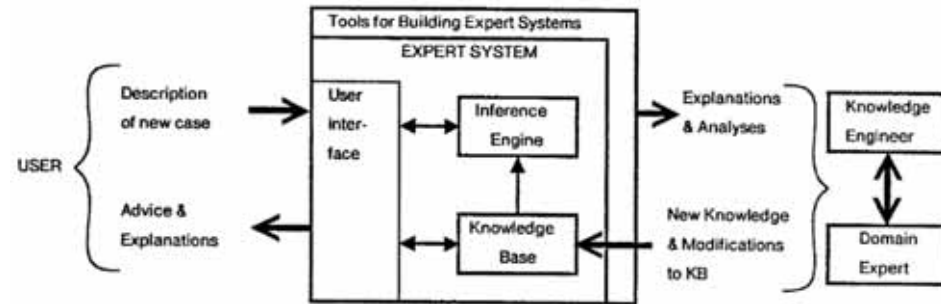 Tools for Building Expert Systems
EXPERT SYSTEM
USER
Description
of new case
Advice &
Explanations
User
inter-
face
Inference
Engine
Knowledge
Base
Explanations
& Analyses
New Knowledge
& Modifications
to KB
Knowledge
Engineer
Domain
Expert